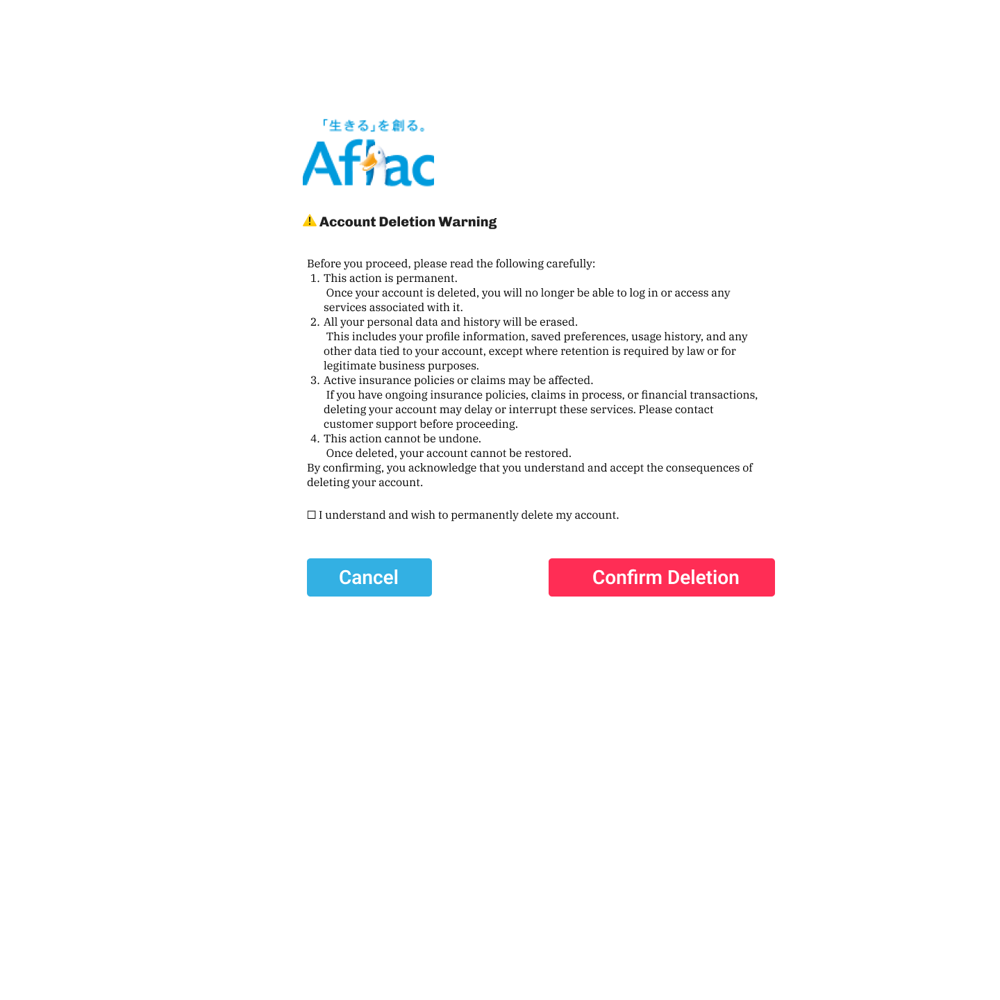 「生きる」を創る。
Aflac
⚠ Account Deletion Warning
Before you proceed, please read the following carefully:
1. This action is permanent.
Once your account is deleted, you will no longer be able to log in or access any
services associated with it.
2. All your personal data and history will be erased.
This includes your profile information, saved preferences, usage history, and any
other data tied to your account, except where retention is required by law or for
legitimate business purposes.
3. Active insurance policies or claims may be affected.
If you have ongoing insurance policies, claims in process, or financial transactions,
deleting your account may delay or interrupt these services. Please contact
customer support before proceeding.
4. This action cannot be undone.
Once deleted, your account cannot be restored.
By confirming, you acknowledge that you understand and accept the consequences of
deleting your account.
☐ I understand and wish to permanently delete my account.
Cancel
Confirm Deletion